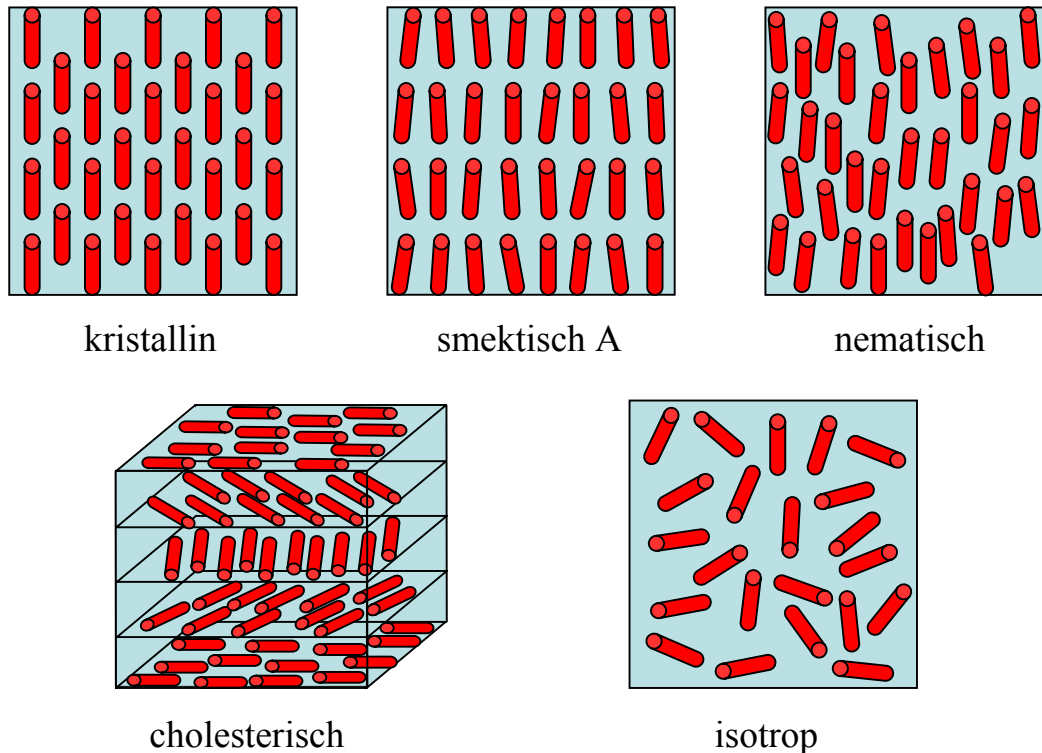 kristallin
smektisch A
nematisch
cholesterisch
isotrop